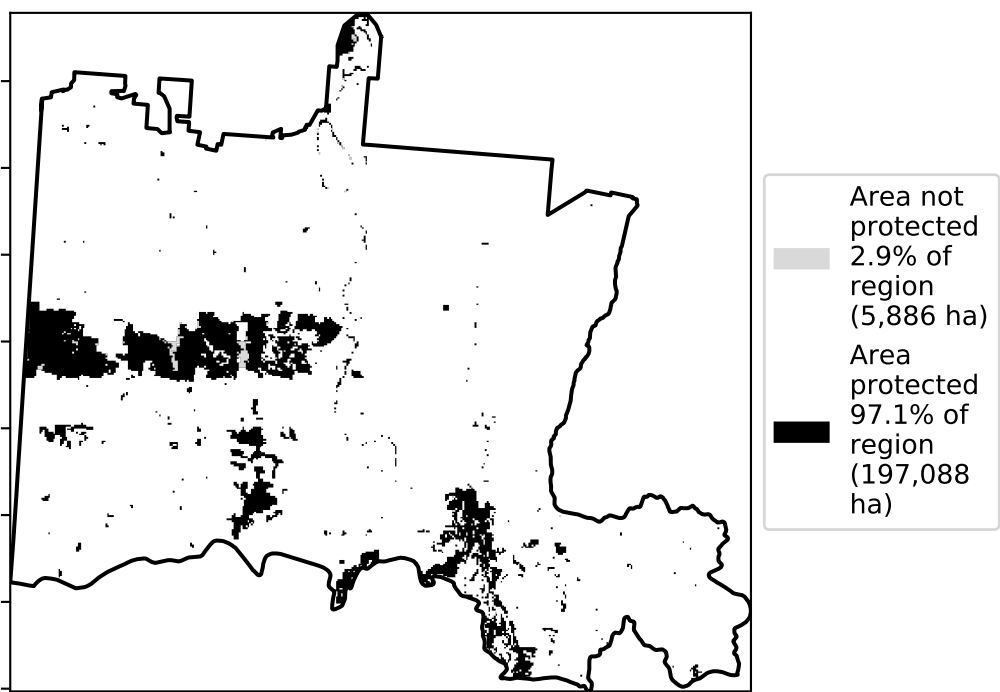 Area not
protected
2.9% of
region
(5,886 ha)
Area
protected
97.1% of
region
(197,088
ha)